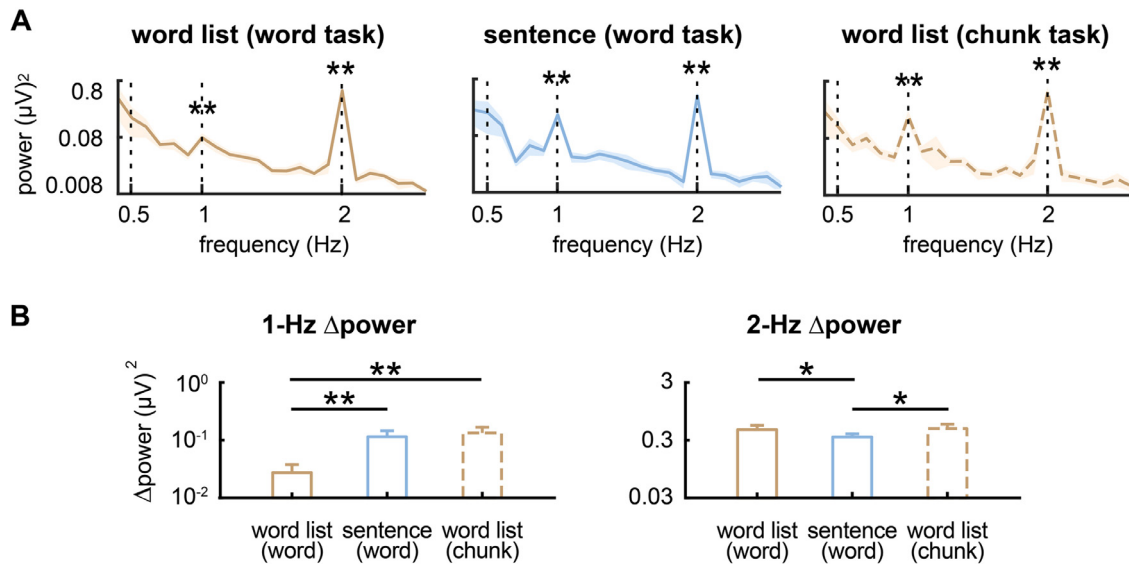 A
word list (word task)
sentence (word task)
word list (chunk task)
** **
** **
** **
power (μV)²
0.8
0.08
0.008
0.5 1 2
0.5 1 2
0.5 1 2
frequency (Hz)
frequency (Hz)
frequency (Hz)
B
1-Hz Δpower
2-Hz Δpower
Δpower (μV)²
10⁰
10⁻¹
10⁻²
**
**
3
0.3
0.03
*
*
word list sentence word list
(word) (word) (chunk)
word list sentence word list
(word) (word) (chunk)